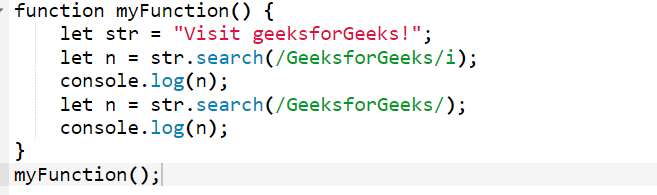 function myFunction() {
    let str = "Visit geeksforGeeks!";
    let n = str.search(/GeeksforGeeks/i);
    console.log(n);
    let n = str.search(/GeeksforGeeks/);
    console.log(n);
}
myFunction();